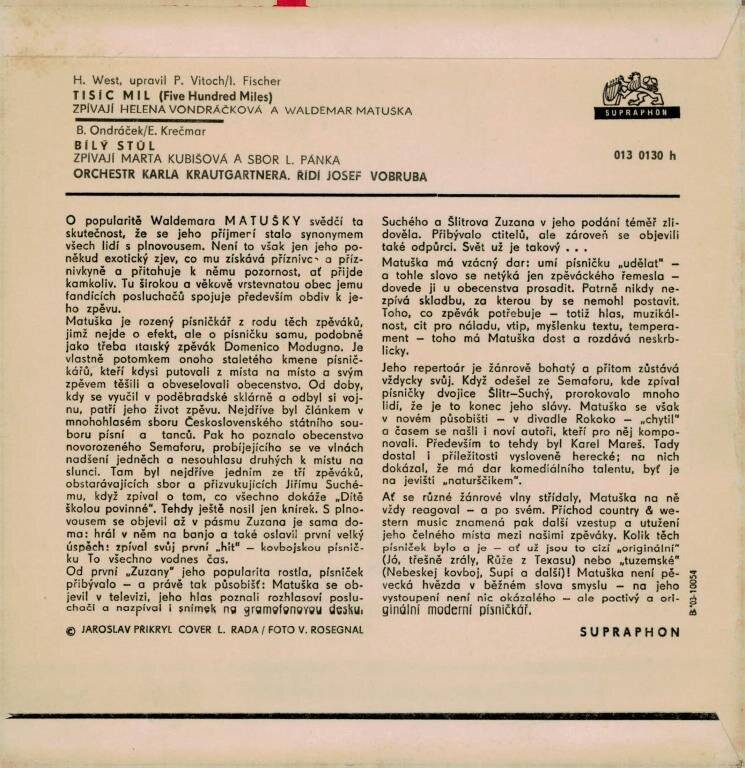 H. West, upravil P. Vitoch/I. Fischer
TISÍC MIL (Five Hundred Miles)
ZPÍVAJÍ HELENA VONDRÁČKOVÁ A WALDEMAR MATUŠKA
B. Ondráček/E. Krečmar
BÍLÝ STŮL
ZPÍVAJÍ MARTA KUBIŠOVÁ A SBOR L. PÁNKA
ORCHESTR KARLA KRAUTGARTNERA. ŘÍDÍ JOSEF VOBRUBA
SUPRAPHON
013 0130 h
O popularitě Waldemara MATUŠKY svědčí ta
skutečnost, že se jeho příjmení stalo synonymem
všech lidí s plnovousem. Není to však jen jeho po-
někud exotický zjev, co mu získává příznivce a příz-
nivkyně a přitahuje k němu pozornost, ať přijde
kamkoliv. Tu širokou a věkově vrstevnatou obec jemu
fandících posluchačů spojuje především obdiv k je-
ho zpěvu.
Matuška je rozený písničkář z rodu těch zpěváků,
jimž nejde o efekt, ale o písničku samu, podobně
jako třeba italský zpěvák Domenico Modugno. Je
vlastně potomkem onoho staletého kmene písnič-
kářů, kteří kdysi putovali z místa na místo a svým
zpěvem těšili a obveselovali obecenstvo. Od doby,
kdy se vyučil v poděbradské sklárně a odbyl si voj-
nu, patří jeho život zpěvu. Nejdříve byl článkem v
mnohohlasém sboru Československého státního sou-
boru písní a tanců. Pak ho poznalo obecenstvo
novorozeného Semaforu, probíjejícího se ve vlnách
nadšení jedněch a nesouhlasu druhých k místu na
slunci. Tam byl nejdříve jedním ze tří zpěváků,
obstarávajících sbor a přizvukujících Jiřímu Suché-
mu, když zpíval o tom, co všechno dokáže „Dítě
školou povinné". Tehdy ještě nosil jen knírek. S plno-
vousem se objevil až v pásmu Zuzana je sama do-
ma: hrál v něm na banjo a také oslavil první velký
úspěch: zpíval svůj první „hit" – kovbojskou písnič-
ku To všechno vodnes čas.
Od první „Zuzany" jeho popularita rostla, písniček
přibývalo – a právě tak působišť: Matuška se ob-
jevil v televizi, jeho hlas poznali rozhlasoví poslu-
chači a nazpíval i snímek na gramofonovou desku.
© JAROSLAV PŘIKRYL COVER L. RADA / FOTO V. ROSEGNAL
Suchého a Šlitrova Zuzana v jeho podání téměř zli-
dověla. Přibývalo ctitelů, ale zároveň se objevili
také odpůrci. Svět už je takový . . .
Matuška má vzácný dar: umí písničku „udělat" –
a tohle slovo se netýká jen zpěváckého řemesla –
dovede ji u obecenstva prosadit. Patrně nikdy ne-
zpívá skladbu, za kterou by se nemohl postavit.
Toho, co zpěvák potřebuje – totiž hlas, muzikál-
nost, cit pro náladu, vtip, myšlenku textu, tempera-
ment – toho má Matuška dost a rozdává neskrb-
licky.
Jeho repertoár je žánrově bohatý a přitom zůstává
vždycky svůj. Když odešel ze Semaforu, kde zpíval
písničky dvojice Šlitr–Suchý, prorokovalo mnoho
lidí, že je to konec jeho slávy. Matuška se však
v novém působišti – v divadle Rokoko – „chytil"
a časem se našli i noví autoři, kteří pro něj kompo-
novali. Především to tehdy byl Karel Mareš. Tady
dostal i příležitosti vysloveně herecké; na nich
dokázal, že má dar komediálního talentu, byť je
na jevišti „naturščikem".
Ať se různé žánrové vlny střídaly, Matuška na ně
vždy reagoval – a po svém. Příchod country & we-
stern music znamená pak další vzestup a utužení
jeho čelného místa mezi našimi zpěváky. Kolik těch
písniček bylo a je – ať už jsou to cizí „originální"
(Jó, třešně zrály, Růže z Texasu) nebo „tuzemské"
(Nebeskej kovboj, Supi a další)! Matuška není pě-
vecká hvězda v běžném slova smyslu – na jeho
vystoupení není nic okázalého – ale poctivý a ori-
ginální moderní písničkář.
SUPRAPHON
B-'03-10054